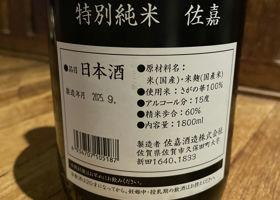 特別純米 佐嘉
●品目 日本酒
製造年月 2025.9.
●原材料名：
米(国産)・米麹(国産米)
●使用米：さがの華100%
●アルコール分：15度
●精米歩合：60%
●内容量：1800ml
製造者 佐嘉酒造株式会社
佐賀県佐賀市久保田町大字
新田1640,1893